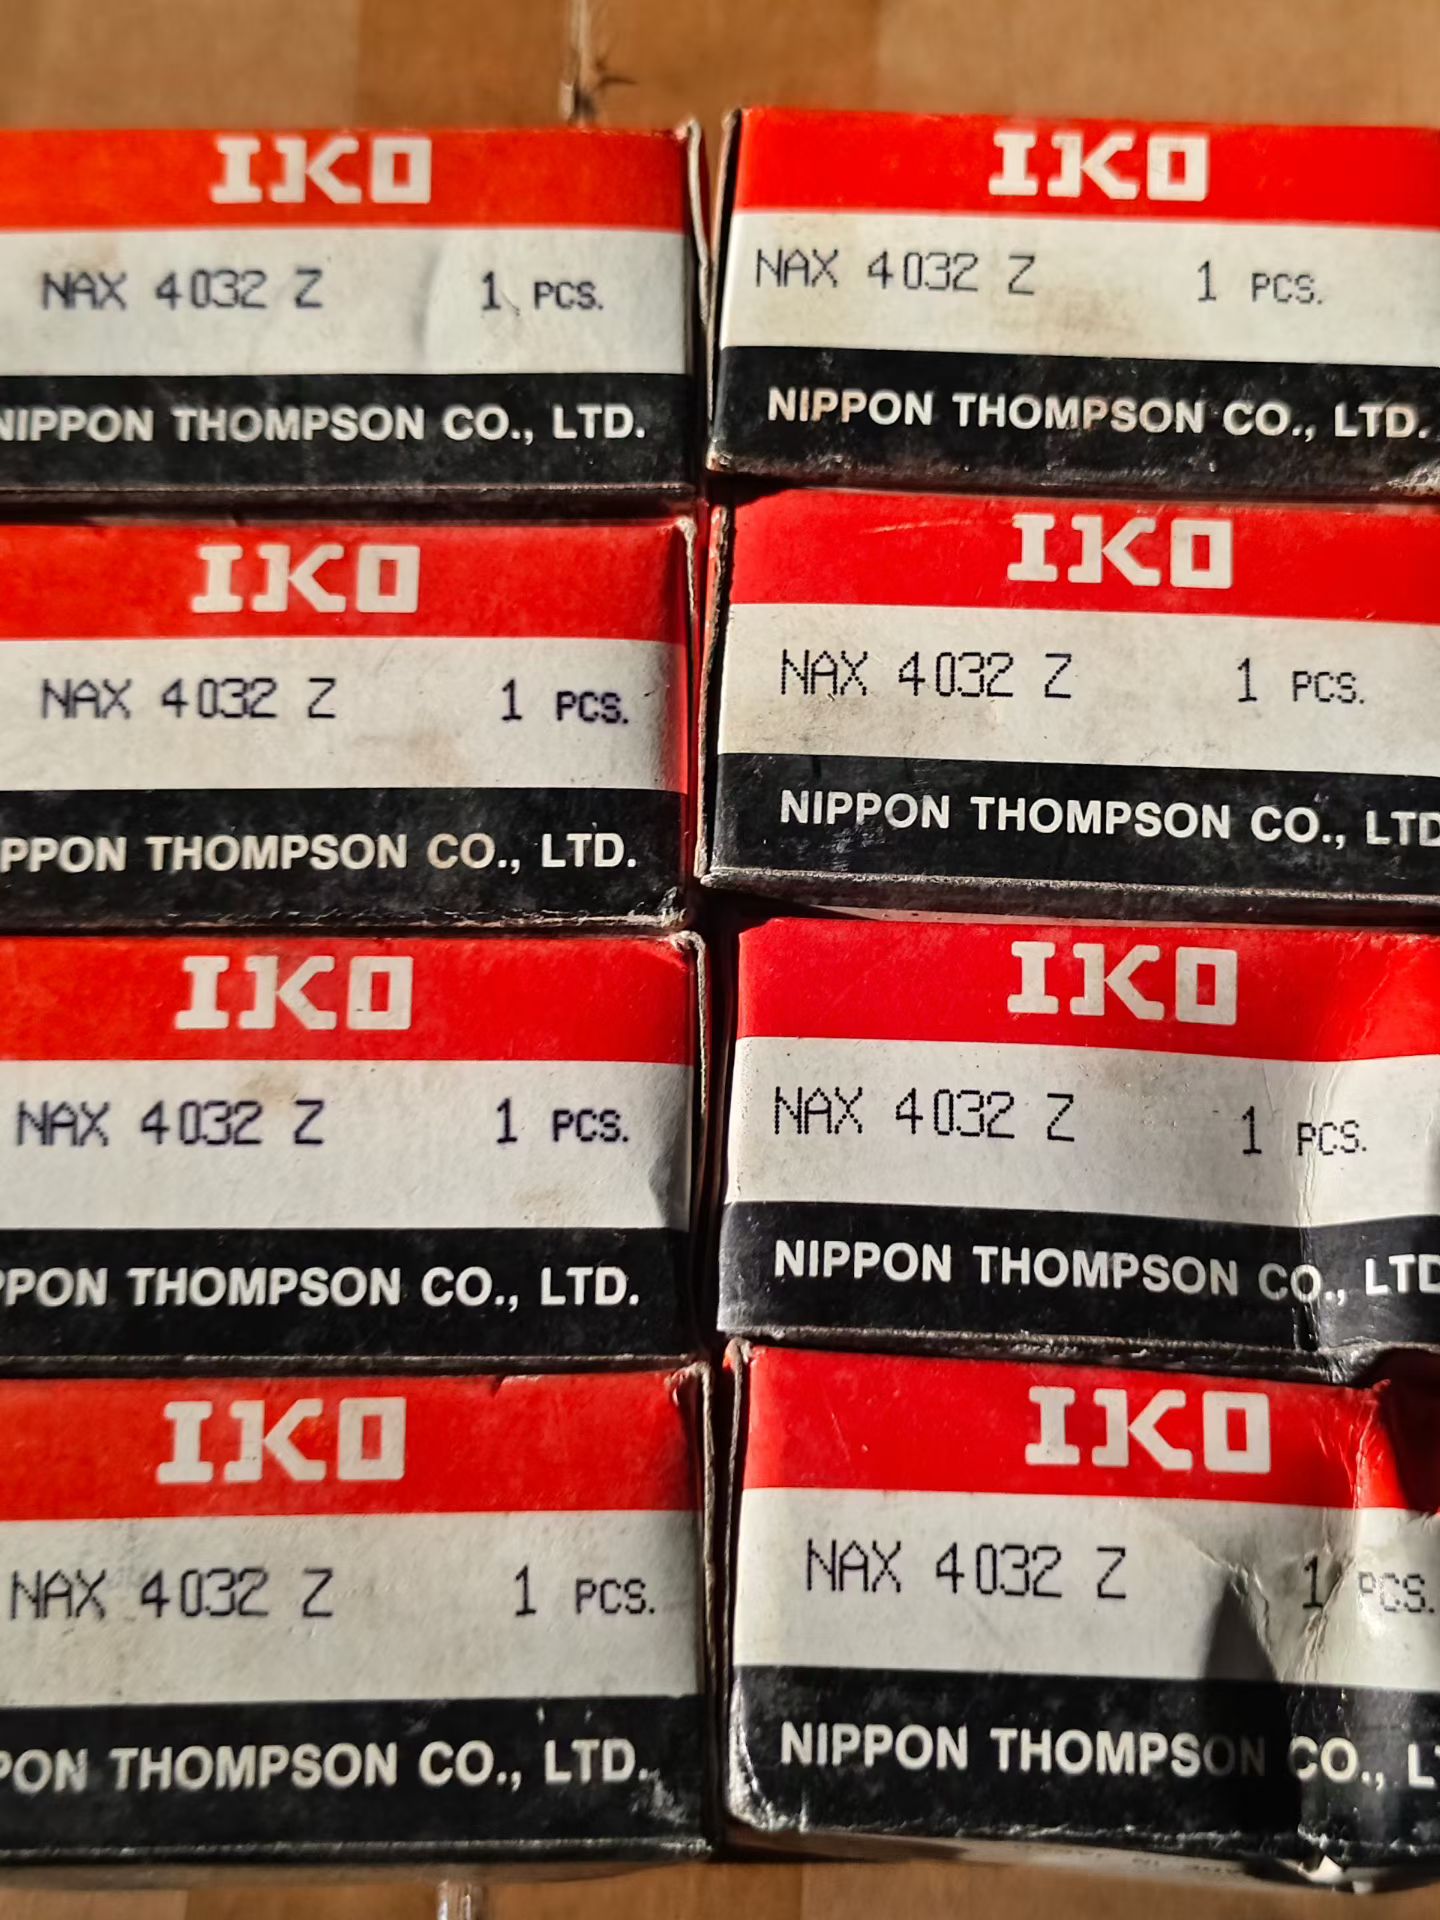 IKO
NAX 4032 Z 1 PCS.
NIPPON THOMPSON CO., LTD.
IKO
NAX 4032 Z 1 PCS.
NIPPON THOMPSON CO., LTD.
IKO
NAX 4032 Z 1 PCS.
PPON THOMPSON CO., LTD.
IKO
NAX 4032 Z 1 PCS.
NIPPON THOMPSON CO., LTD
IKO
NAX 4032 Z 1 PCS.
PPON THOMPSON CO., LTD.
IKO
NAX 4032 Z 1 PCS.
NIPPON THOMPSON CO., LTD
IKO
NAX 4032 Z 1 PCS.
PON THOMPSON CO., LTD.
IKO
NAX 4032 Z 1 PCS.
NIPPON THOMPSON CO., L